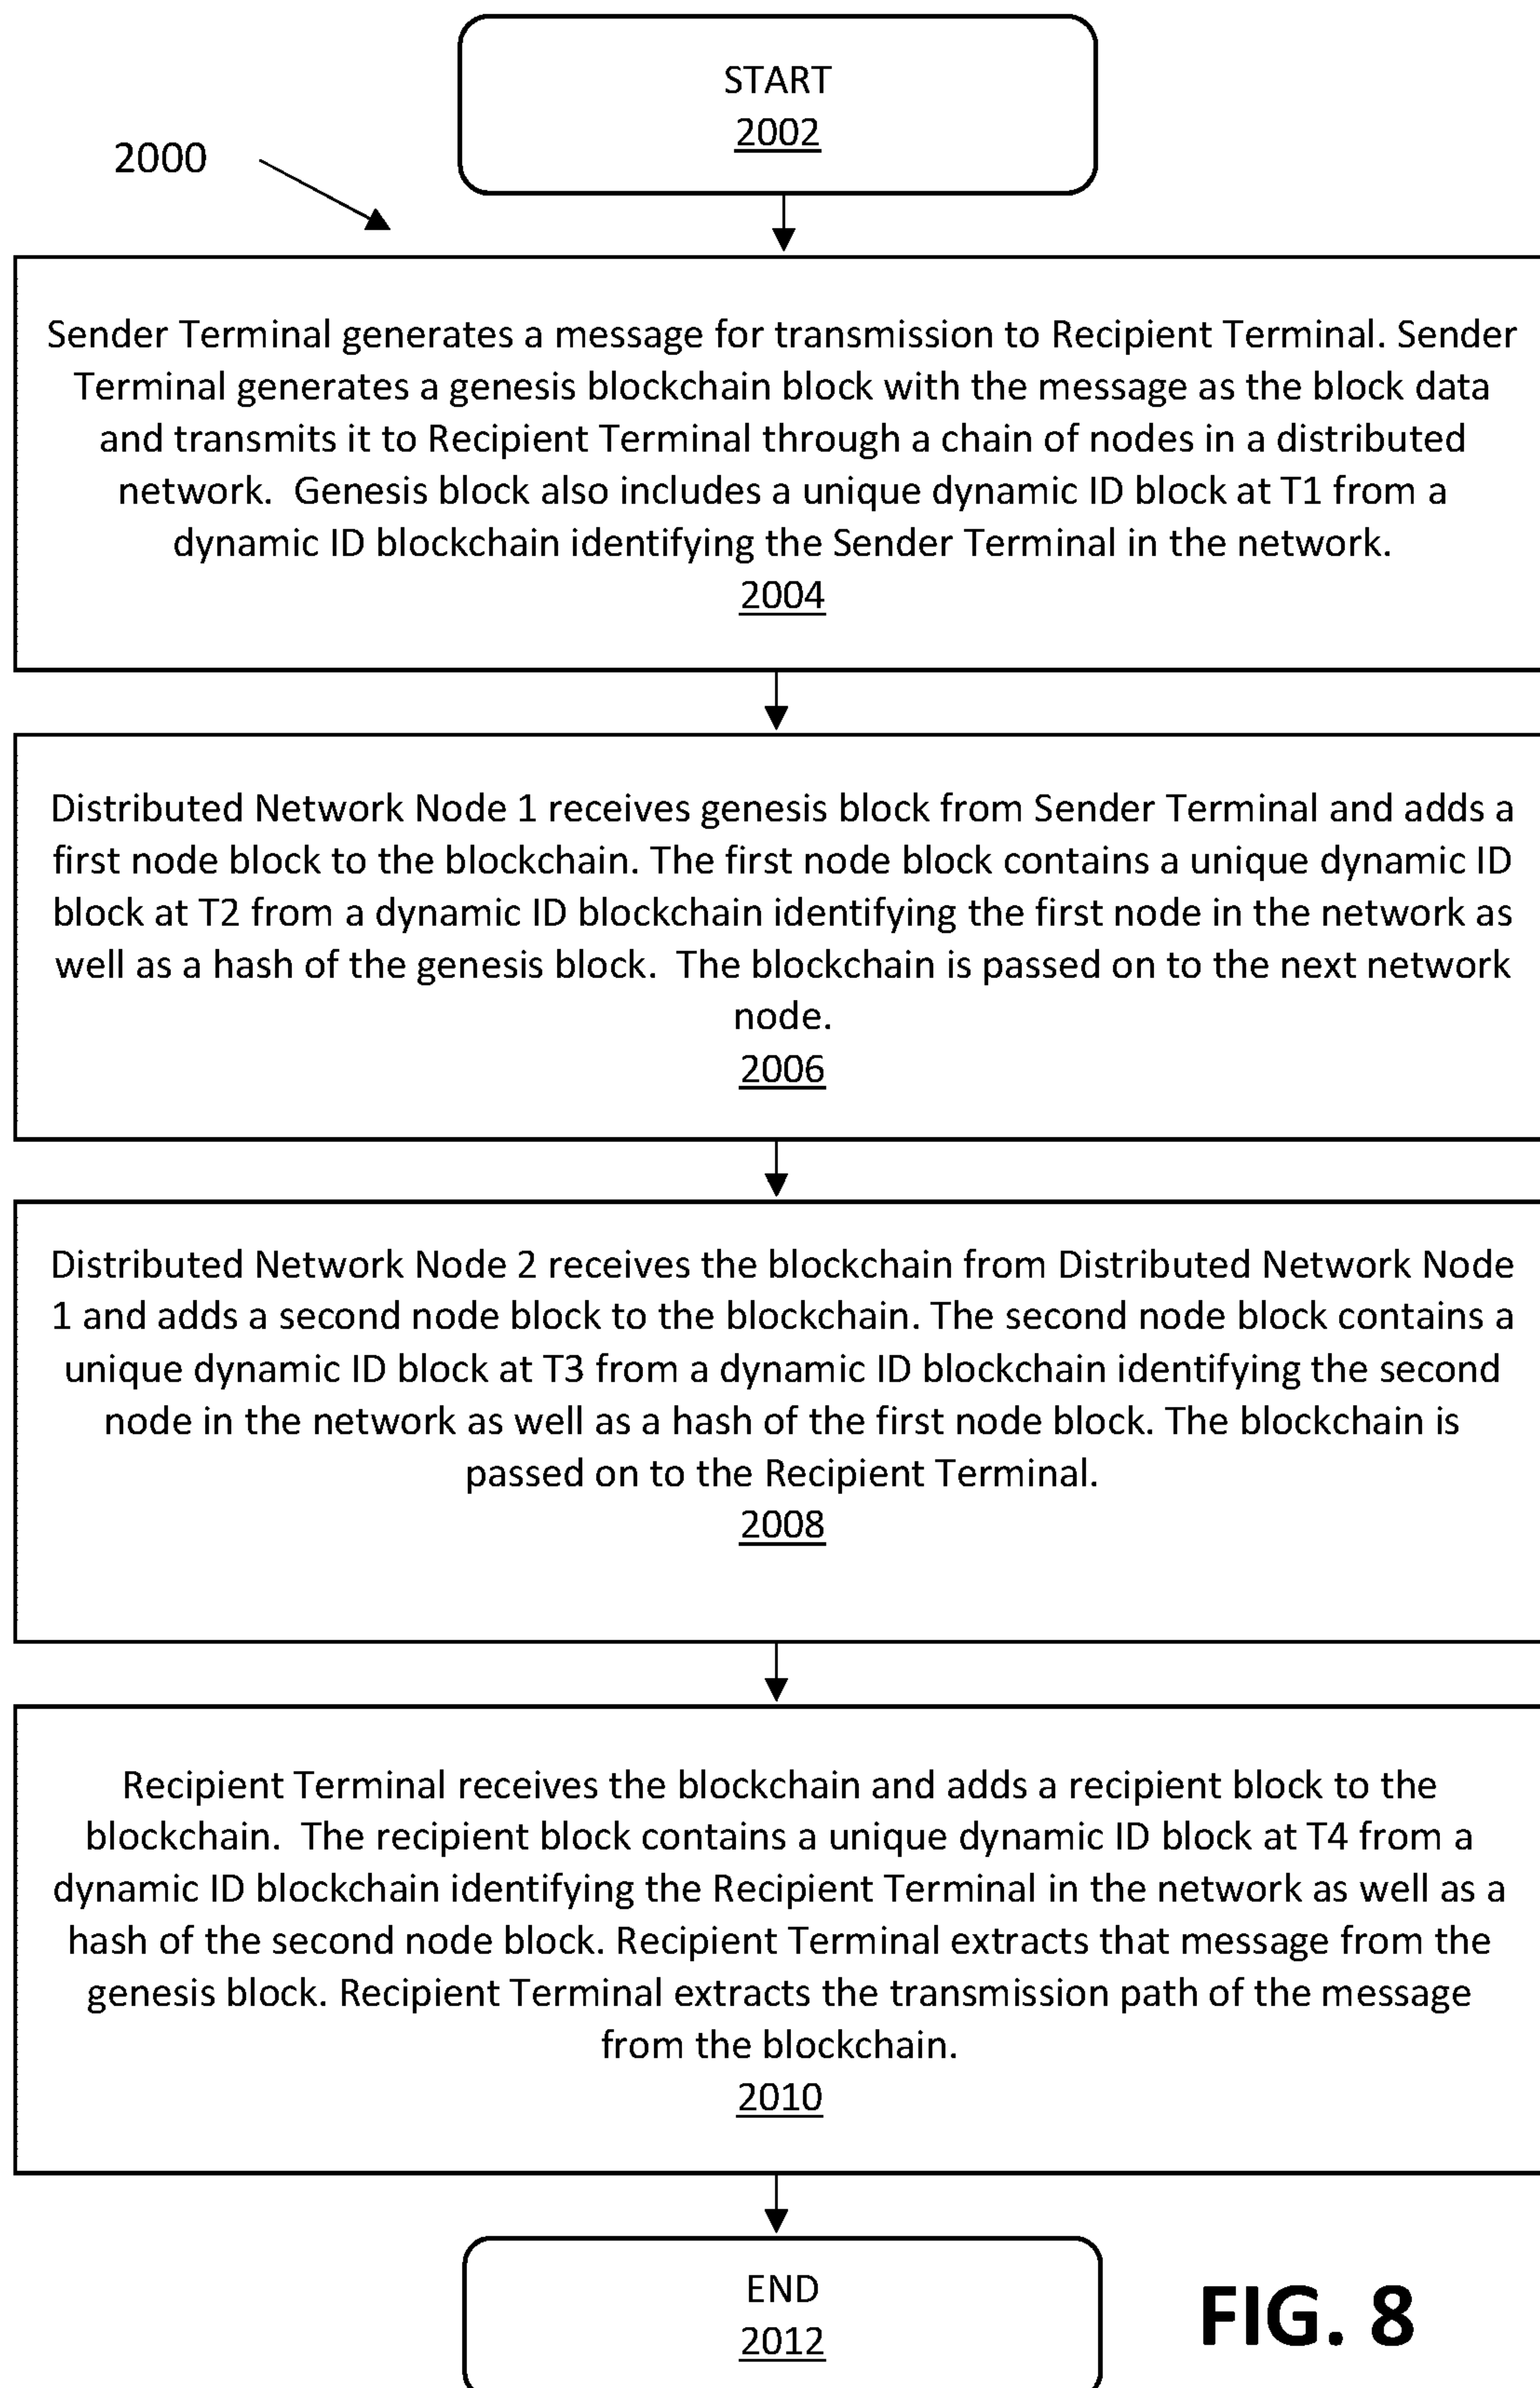 START
2002
2000
Sender Terminal generates a message for transmission to Recipient Terminal. Sender
Terminal generates a genesis blockchain block with the message as the block data
and transmits it to Recipient Terminal through a chain of nodes in a distributed
network. Genesis block also includes a unique dynamic ID block at T1 from a
dynamic ID blockchain identifying the Sender Terminal in the network.
2004
Distributed Network Node 1 receives genesis block from Sender Terminal and adds a
first node block to the blockchain. The first node block contains a unique dynamic ID
block at T2 from a dynamic ID blockchain identifying the first node in the network as
well as a hash of the genesis block. The blockchain is passed on to the next network
node.
2006
Distributed Network Node 2 receives the blockchain from Distributed Network Node
1 and adds a second node block to the blockchain. The second node block contains a
unique dynamic ID block at T3 from a dynamic ID blockchain identifying the second
node in the network as well as a hash of the first node block. The blockchain is
passed on to the Recipient Terminal.
2008
Recipient Terminal receives the blockchain and adds a recipient block to the
blockchain. The recipient block contains a unique dynamic ID block at T4 from a
dynamic ID blockchain identifying the Recipient Terminal in the network as well as a
hash of the second node block. Recipient Terminal extracts that message from the
genesis block. Recipient Terminal extracts the transmission path of the message
from the blockchain.
2010
END
2012
FIG. 8